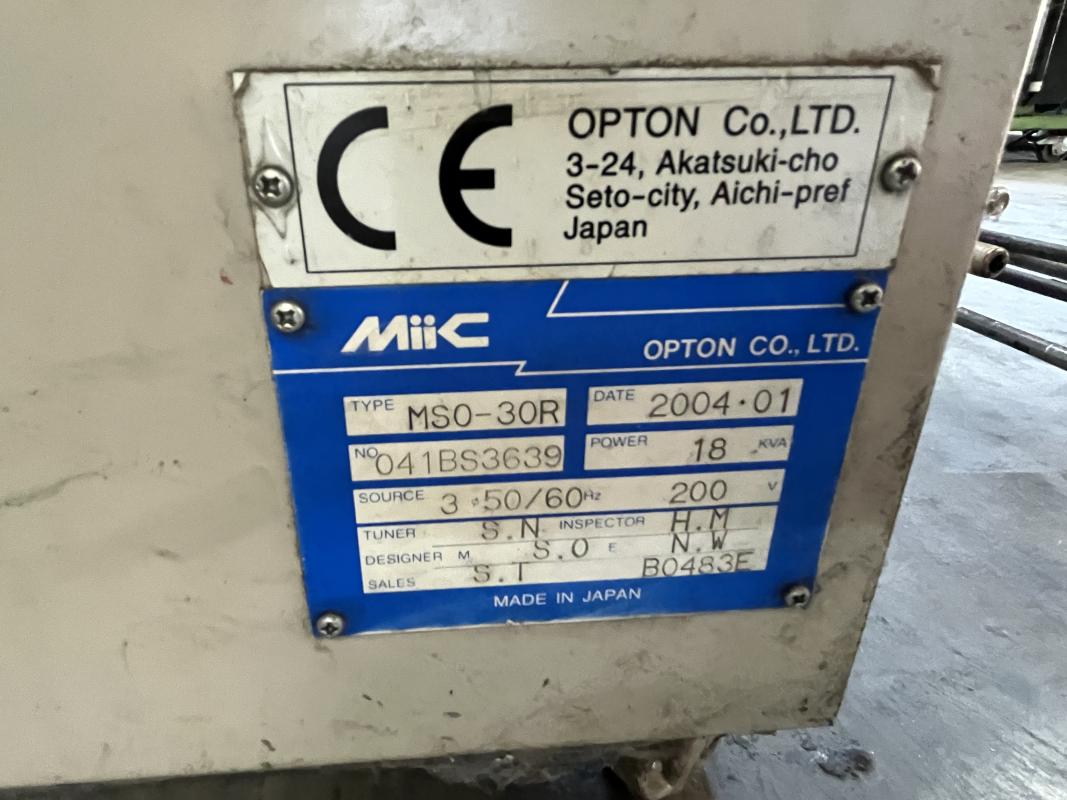 CE
OPTON Co.,LTD.
3-24, Akatsuki-cho
Seto-city, Aichi-pref
Japan
MiiC
OPTON CO., LTD.
TYPE MSO-30R DATE 2004·01
NO 041BS3639 POWER 18 KVA
SOURCE 3 φ50/60Hz 200 V
TUNER S.N INSPECTOR H.M
DESIGNER M S.O E N.W
SALES S.T B0483E
MADE IN JAPAN